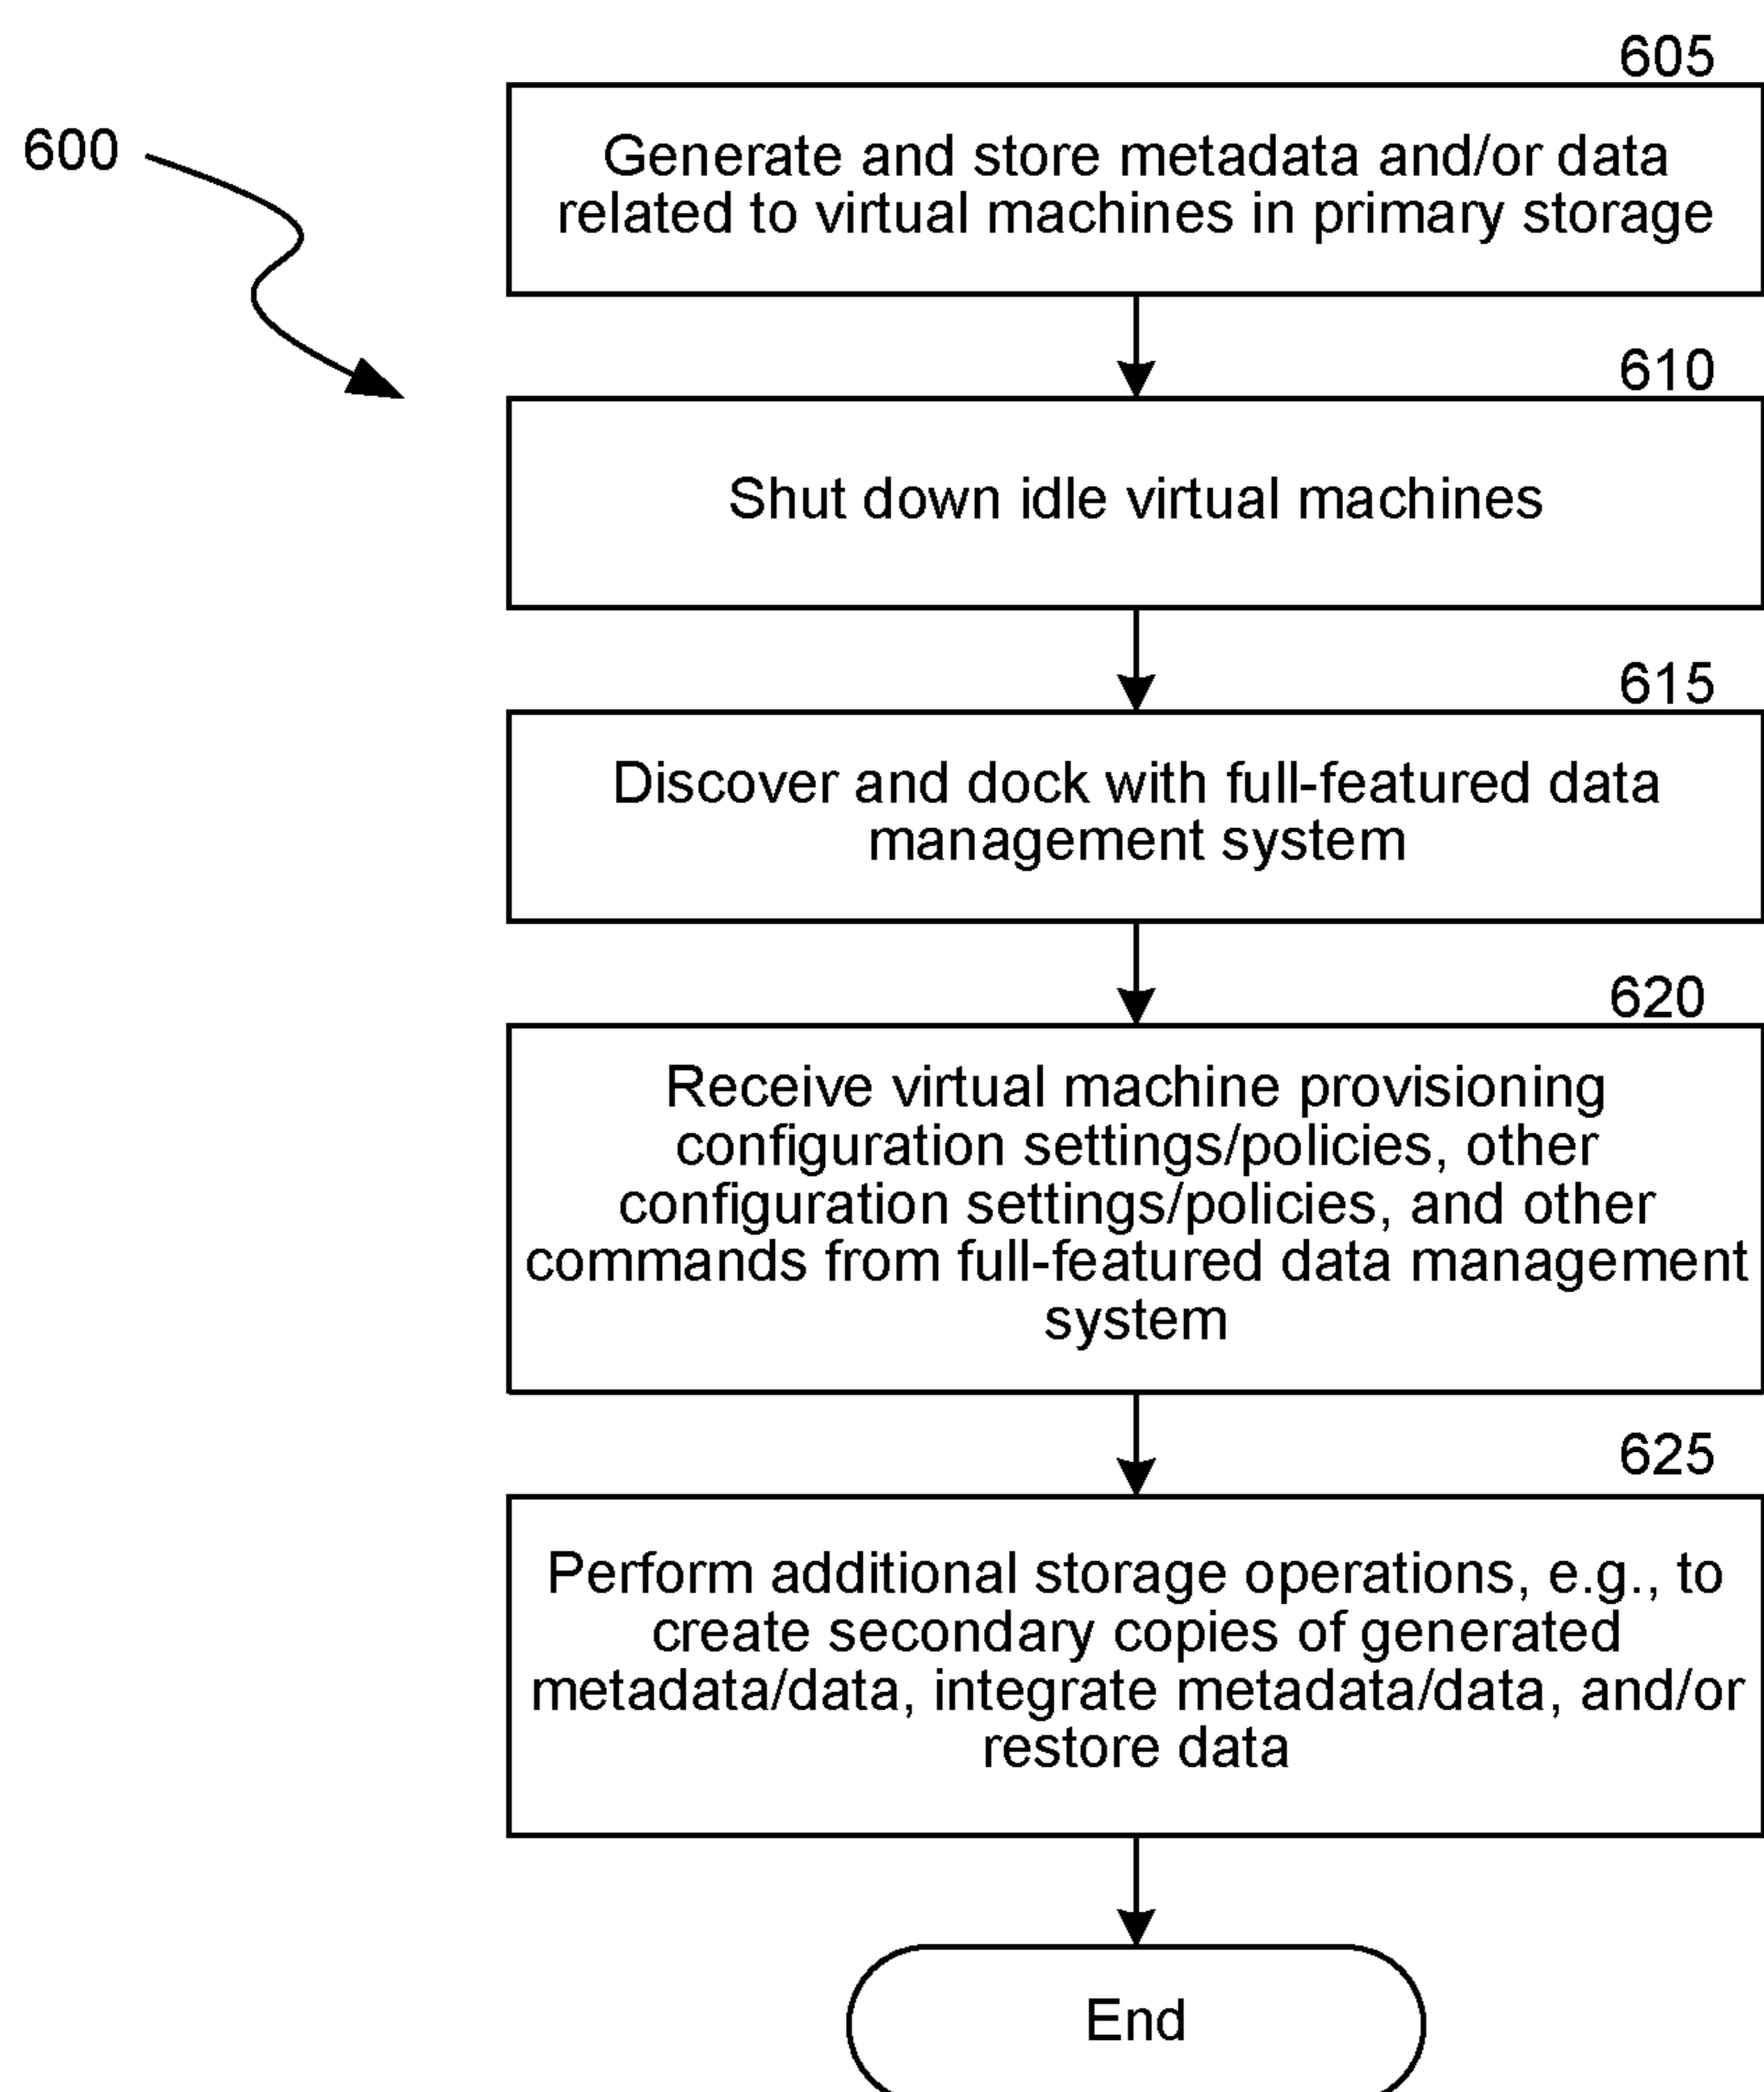 605
600
Generate and store metadata and/or data
related to virtual machines in primary storage
610
Shut down idle virtual machines
615
Discover and dock with full-featured data
management system
620
Receive virtual machine provisioning
configuration settings/policies, other
configuration settings/policies, and other
commands from full-featured data management
system
625
Perform additional storage operations, e.g., to
create secondary copies of generated
metadata/data, integrate metadata/data, and/or
restore data
End